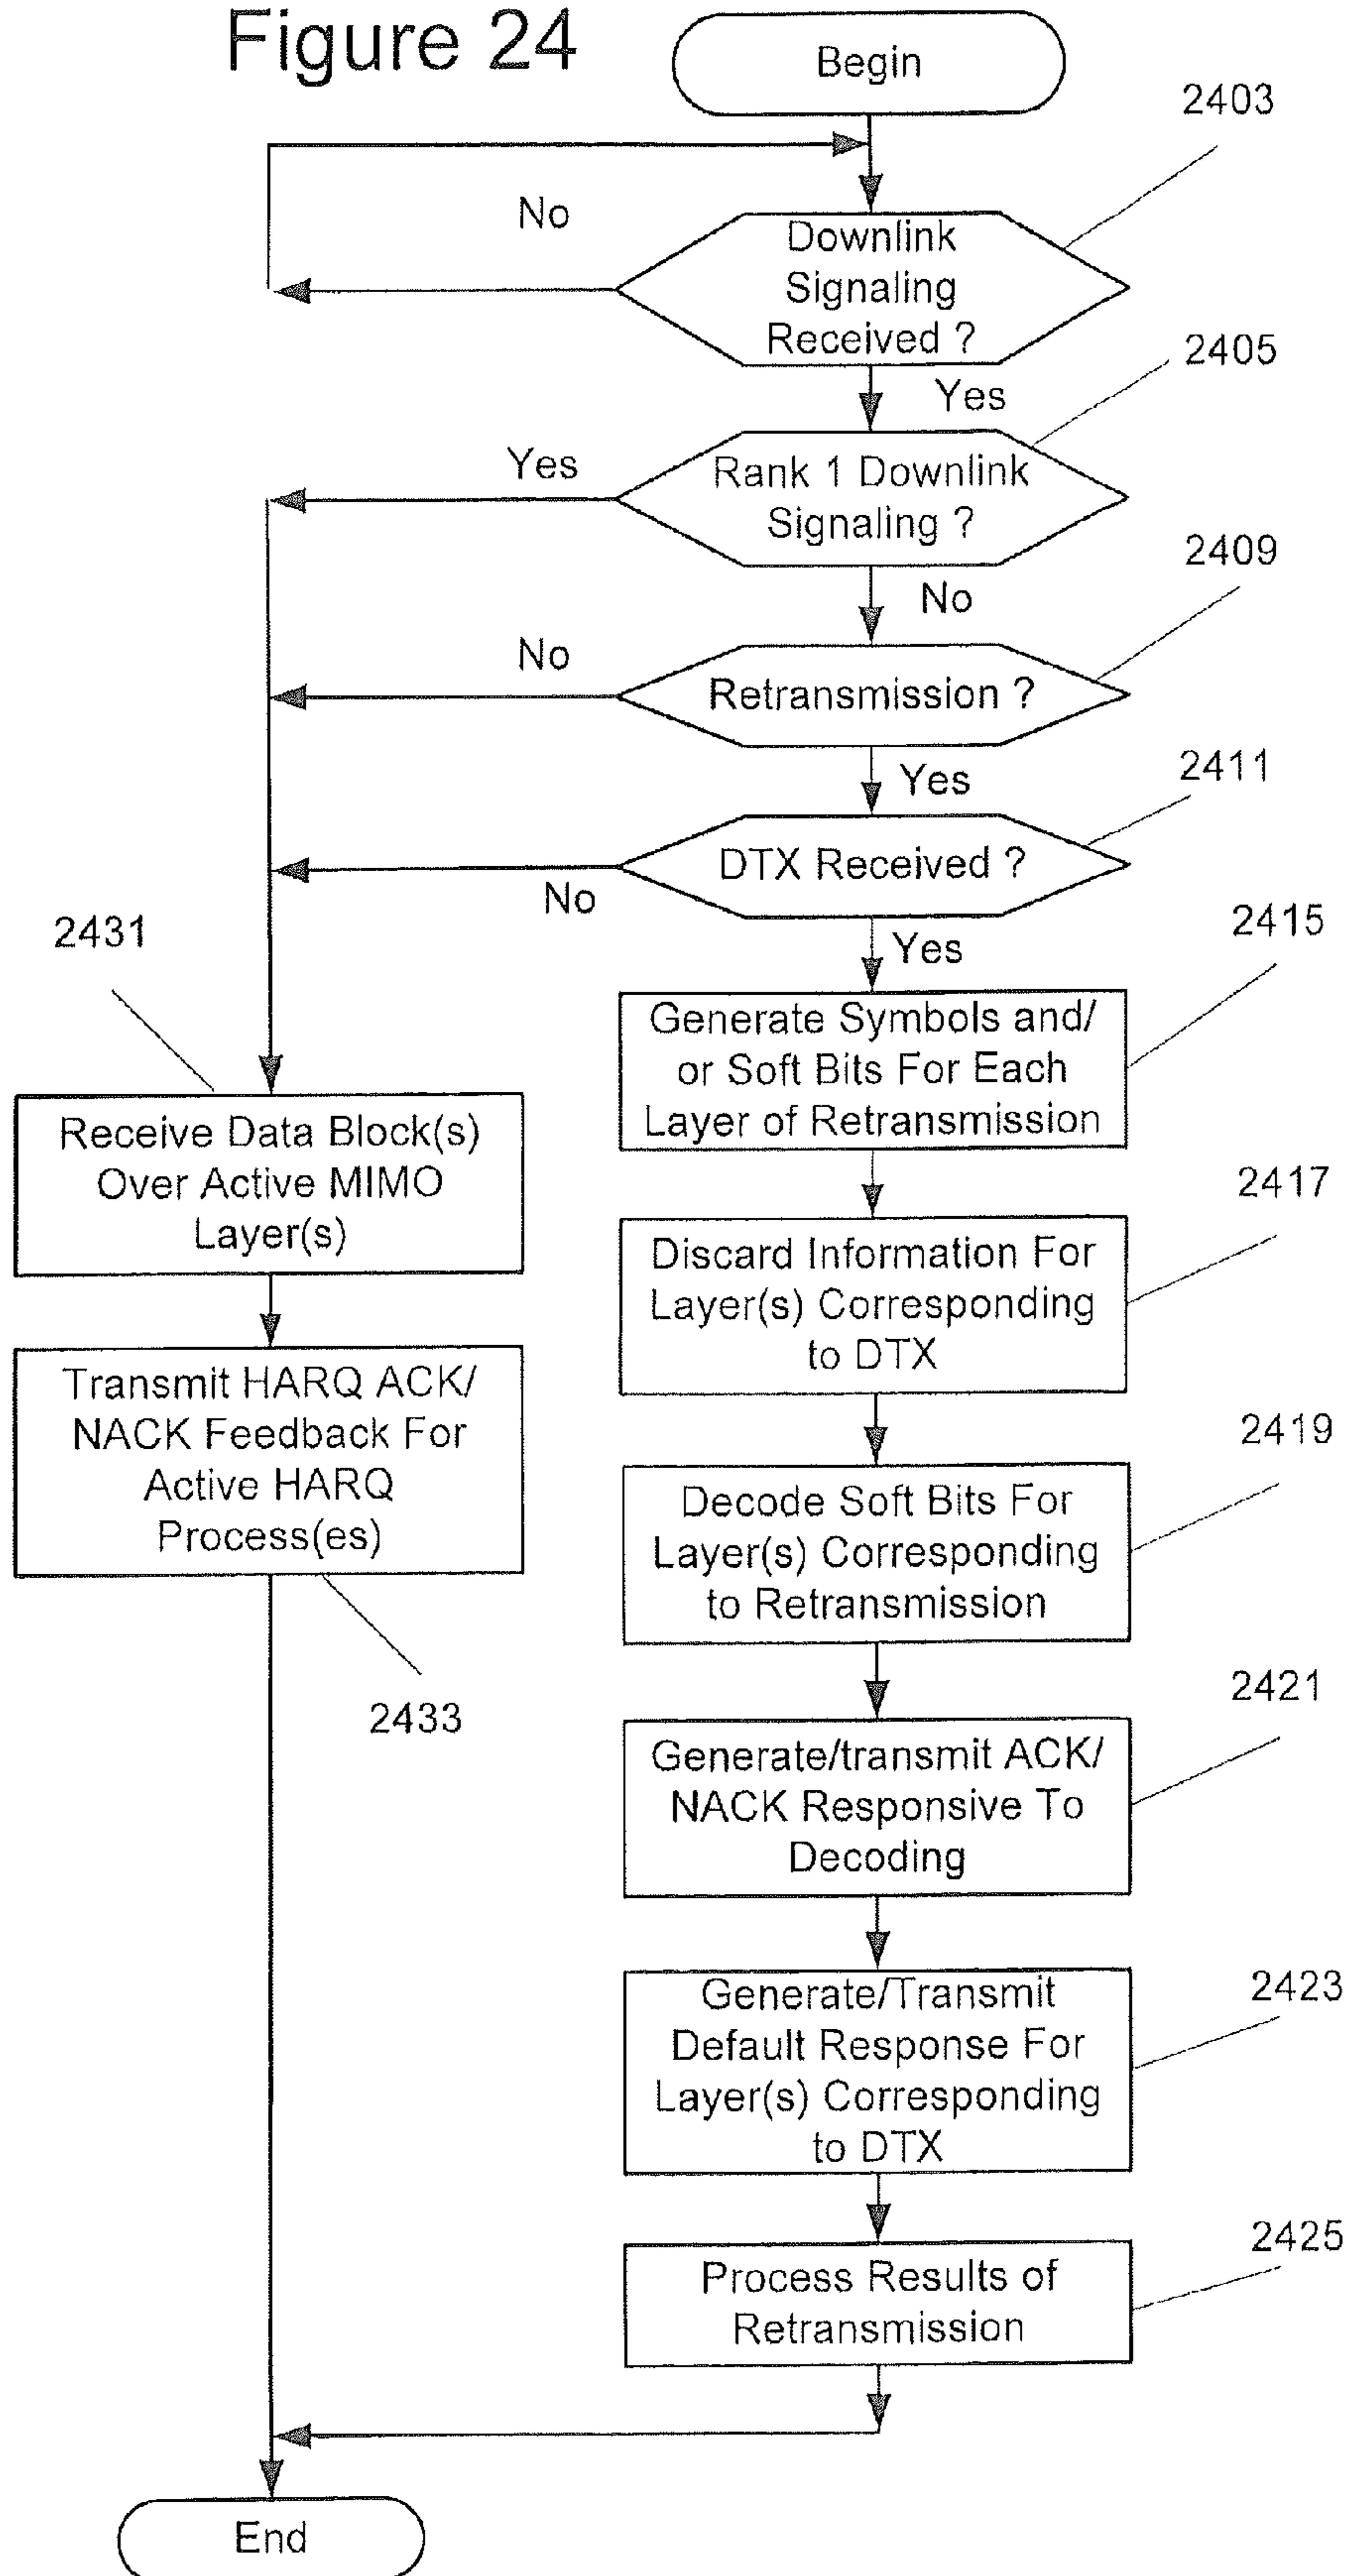 Figure 24
Begin
2403
No
Downlink
Signaling
Received ?
2405
Yes
Yes
Rank 1 Downlink
Signaling ?
2409
No
No
Retransmission ?
2411
Yes
DTX Received ?
No
2431
2415
Yes
Generate Symbols and/
or Soft Bits For Each
Layer of Retransmission
Receive Data Block(s)
Over Active MIMO
Layer(s)
2417
Discard Information For
Layer(s) Corresponding
to DTX
Transmit HARQ ACK/
NACK Feedback For
Active HARQ
Process(es)
2419
Decode Soft Bits For
Layer(s) Corresponding
to Retransmission
2433
2421
Generate/transmit ACK/
NACK Responsive To
Decoding
2423
Generate/Transmit
Default Response For
Layer(s) Corresponding
to DTX
2425
Process Results of
Retransmission
End